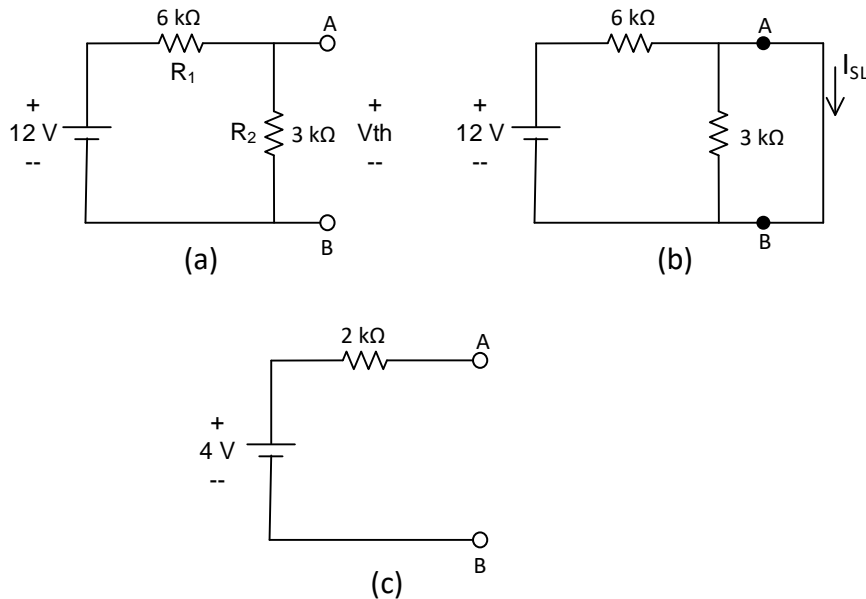 6 kΩ
A
R1
+
12 V
--
R2
3 kΩ
+
Vth
--
B
(a)
6 kΩ
A
ISL
+
12 V
--
3 kΩ
B
(b)
2 kΩ
A
+
4 V
--
B
(c)